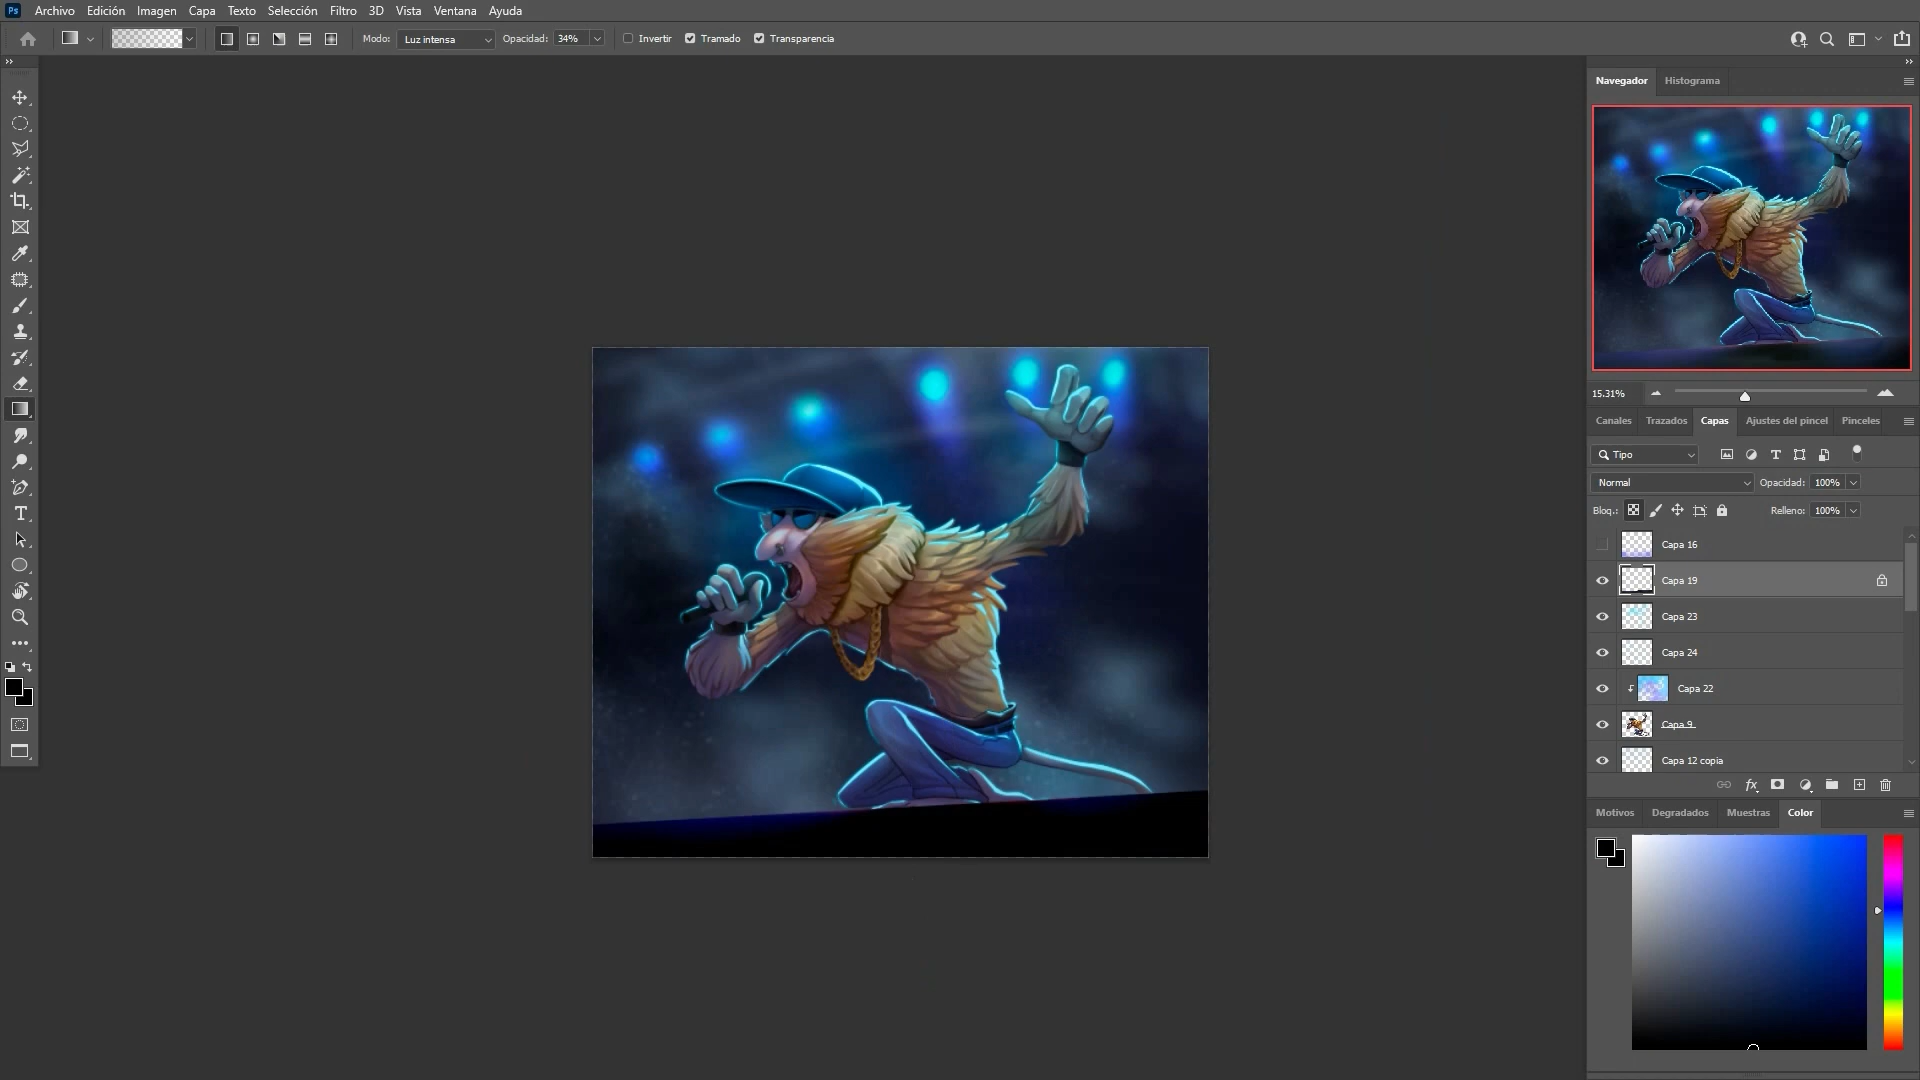 Ps Archivo Edición Imagen Capa Texto Selección Filtro 3D Vista Ventana Ayuda
Modo: Luz intensa Opacidad: 34% Invertir Tramado Transparencia
Navegador Histograma
15.31%
Canales Trazados Capas Ajustes del pincel Pinceles
Tipo
Normal Opacidad: 100%
Bloq.: Relleno: 100%
Capa 16
Capa 19
Capa 23
Capa 24
Capa 22
Capa 9
Capa 12 copia
fx
Motivos Degradados Muestras Color